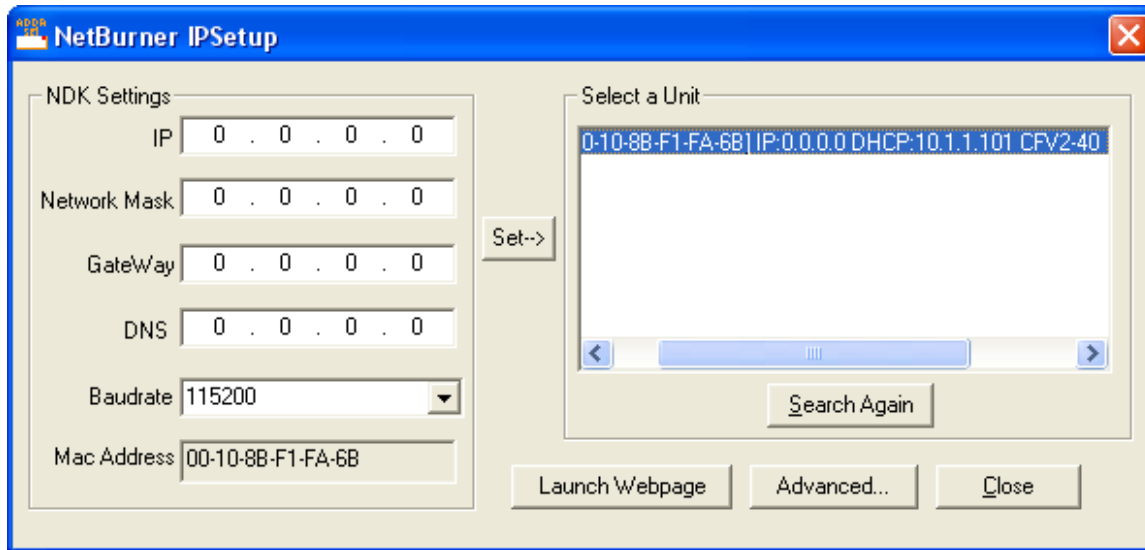 NetBurner IPSetup
NDK Settings
IP 0 . 0 . 0 . 0
Network Mask 0 . 0 . 0 . 0
GateWay 0 . 0 . 0 . 0
DNS 0 . 0 . 0 . 0
Baudrate 115200
Mac Address 00-10-8B-F1-FA-6B
Set-->
Select a Unit
0-10-8B-F1-FA-6B] IP:0.0.0.0 DHCP:10.1.1.101 CFV2-40
Search Again
Launch Webpage
Advanced...
Close